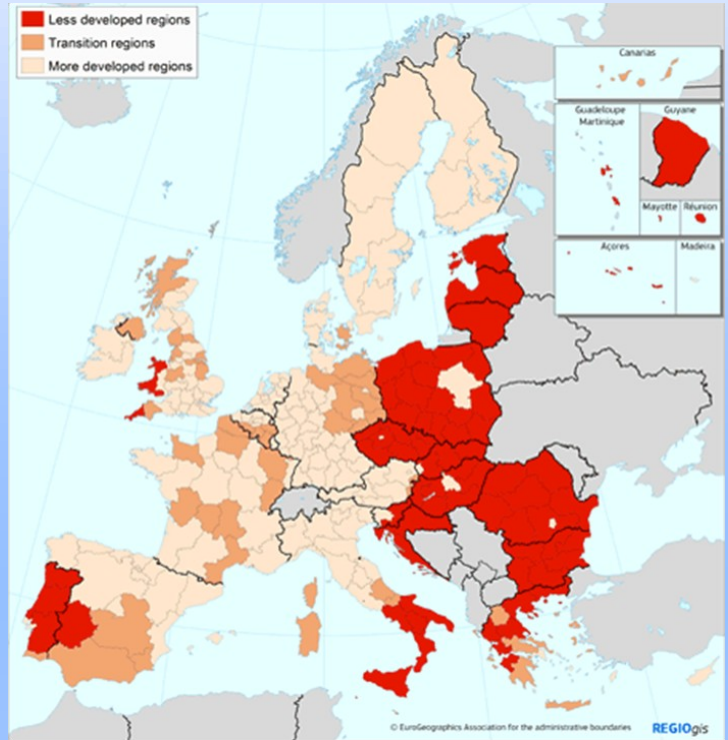 Less developed regions
Transition regions
More developed regions
Canarias
Guadeloupe
Martinique
Guyane
Mayotte
Réunion
Açores
Madeira
© EuroGeographics Association for the administrative boundaries
REGIOgis